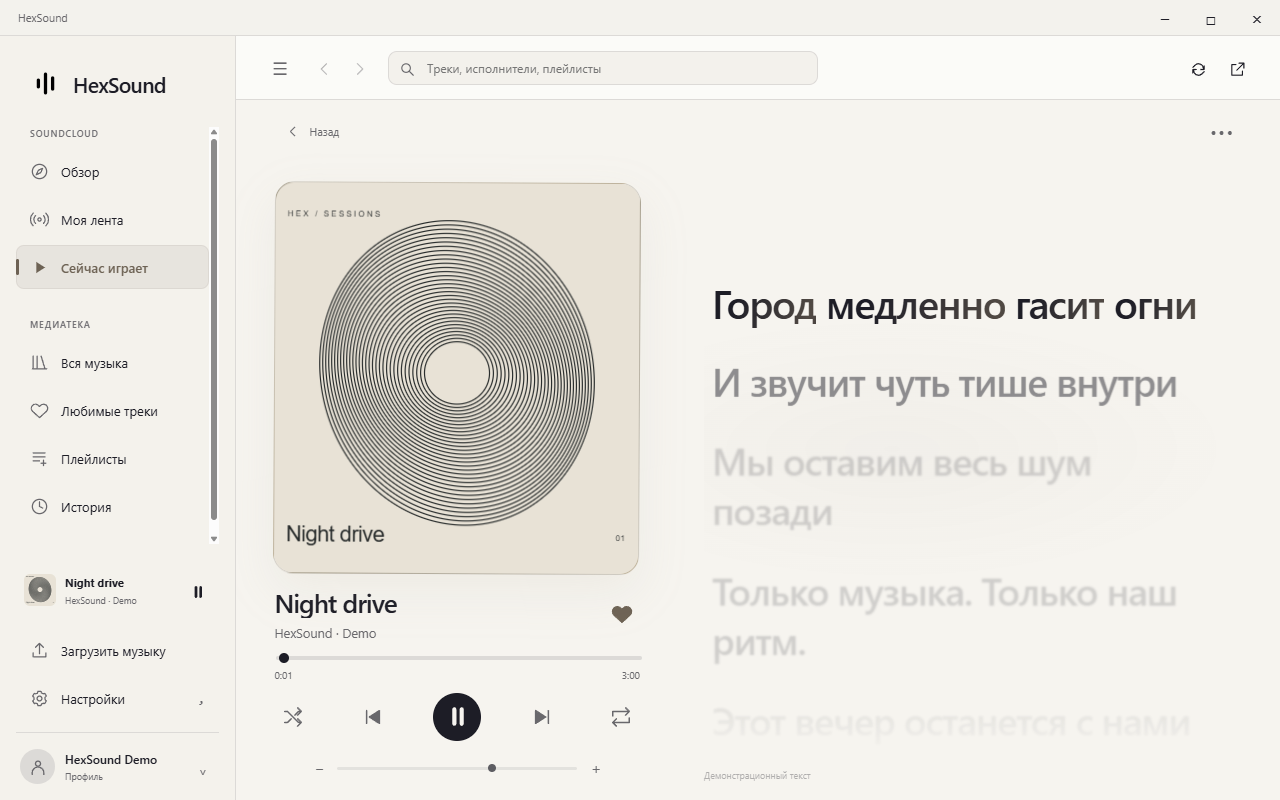 HexSound
HexSound
Треки, исполнители, плейлисты
SOUNDCLOUD
Обзор
Моя лента
Сейчас играет
МЕДИАТЕКА
Вся музыка
Любимые треки
Плейлисты
История
Night drive
HexSound · Demo
Загрузить музыку
Настройки
HexSound Demo
Профиль
Назад
HEX / SESSIONS
Night drive
01
Night drive
HexSound · Demo
0:01
3:00
Город медленно гасит огни
И звучит чуть тише внутри
Мы оставим весь шум
позади
Только музыка. Только наш
ритм.
Этот вечер останется с нами
Демонстрационный текст